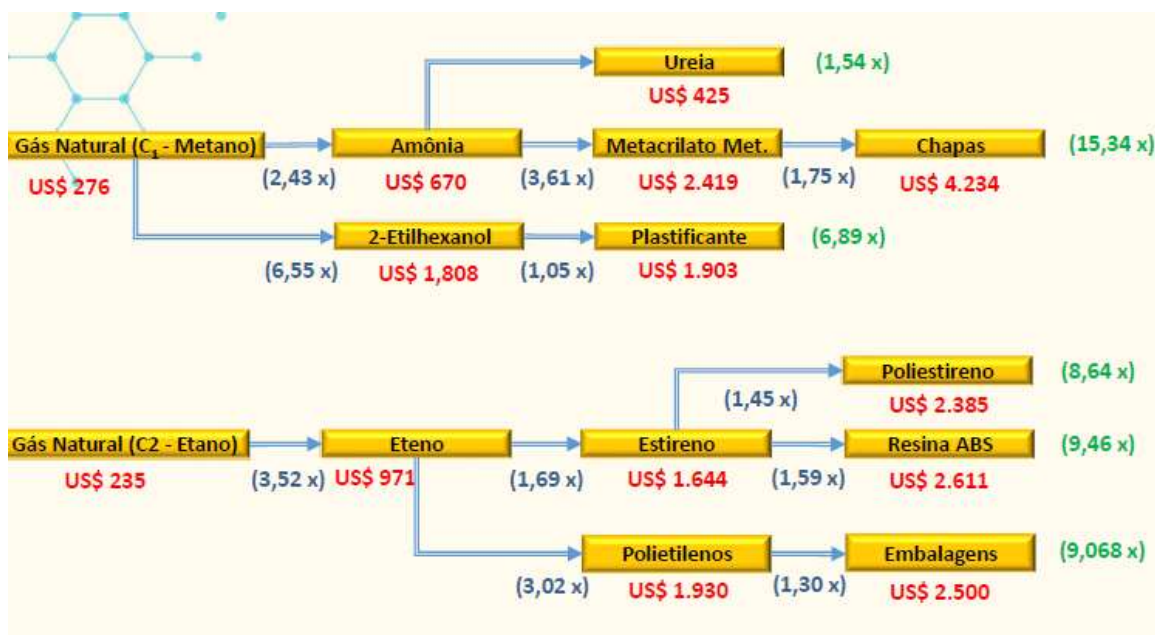 Ureia (1,54 x)
US$ 425
Gás Natural (C1 - Metano) Amônia Metacrilato Met. Chapas (15,34 x)
US$ 276 (2,43 x) US$ 670 (3,61 x) US$ 2.419 (1,75 x) US$ 4.234
2-Etilhexanol Plastificante (6,89 x)
(6,55 x) US$ 1,808 (1,05 x) US$ 1.903
Poliestireno (8,64 x)
(1,45 x) US$ 2.385
Gás Natural (C2 - Etano) Eteno Estireno Resina ABS (9,46 x)
US$ 235 (3,52 x) US$ 971 (1,69 x) US$ 1.644 (1,59 x) US$ 2.611
Polietilenos Embalagens (9,068 x)
(3,02 x) US$ 1.930 (1,30 x) US$ 2.500